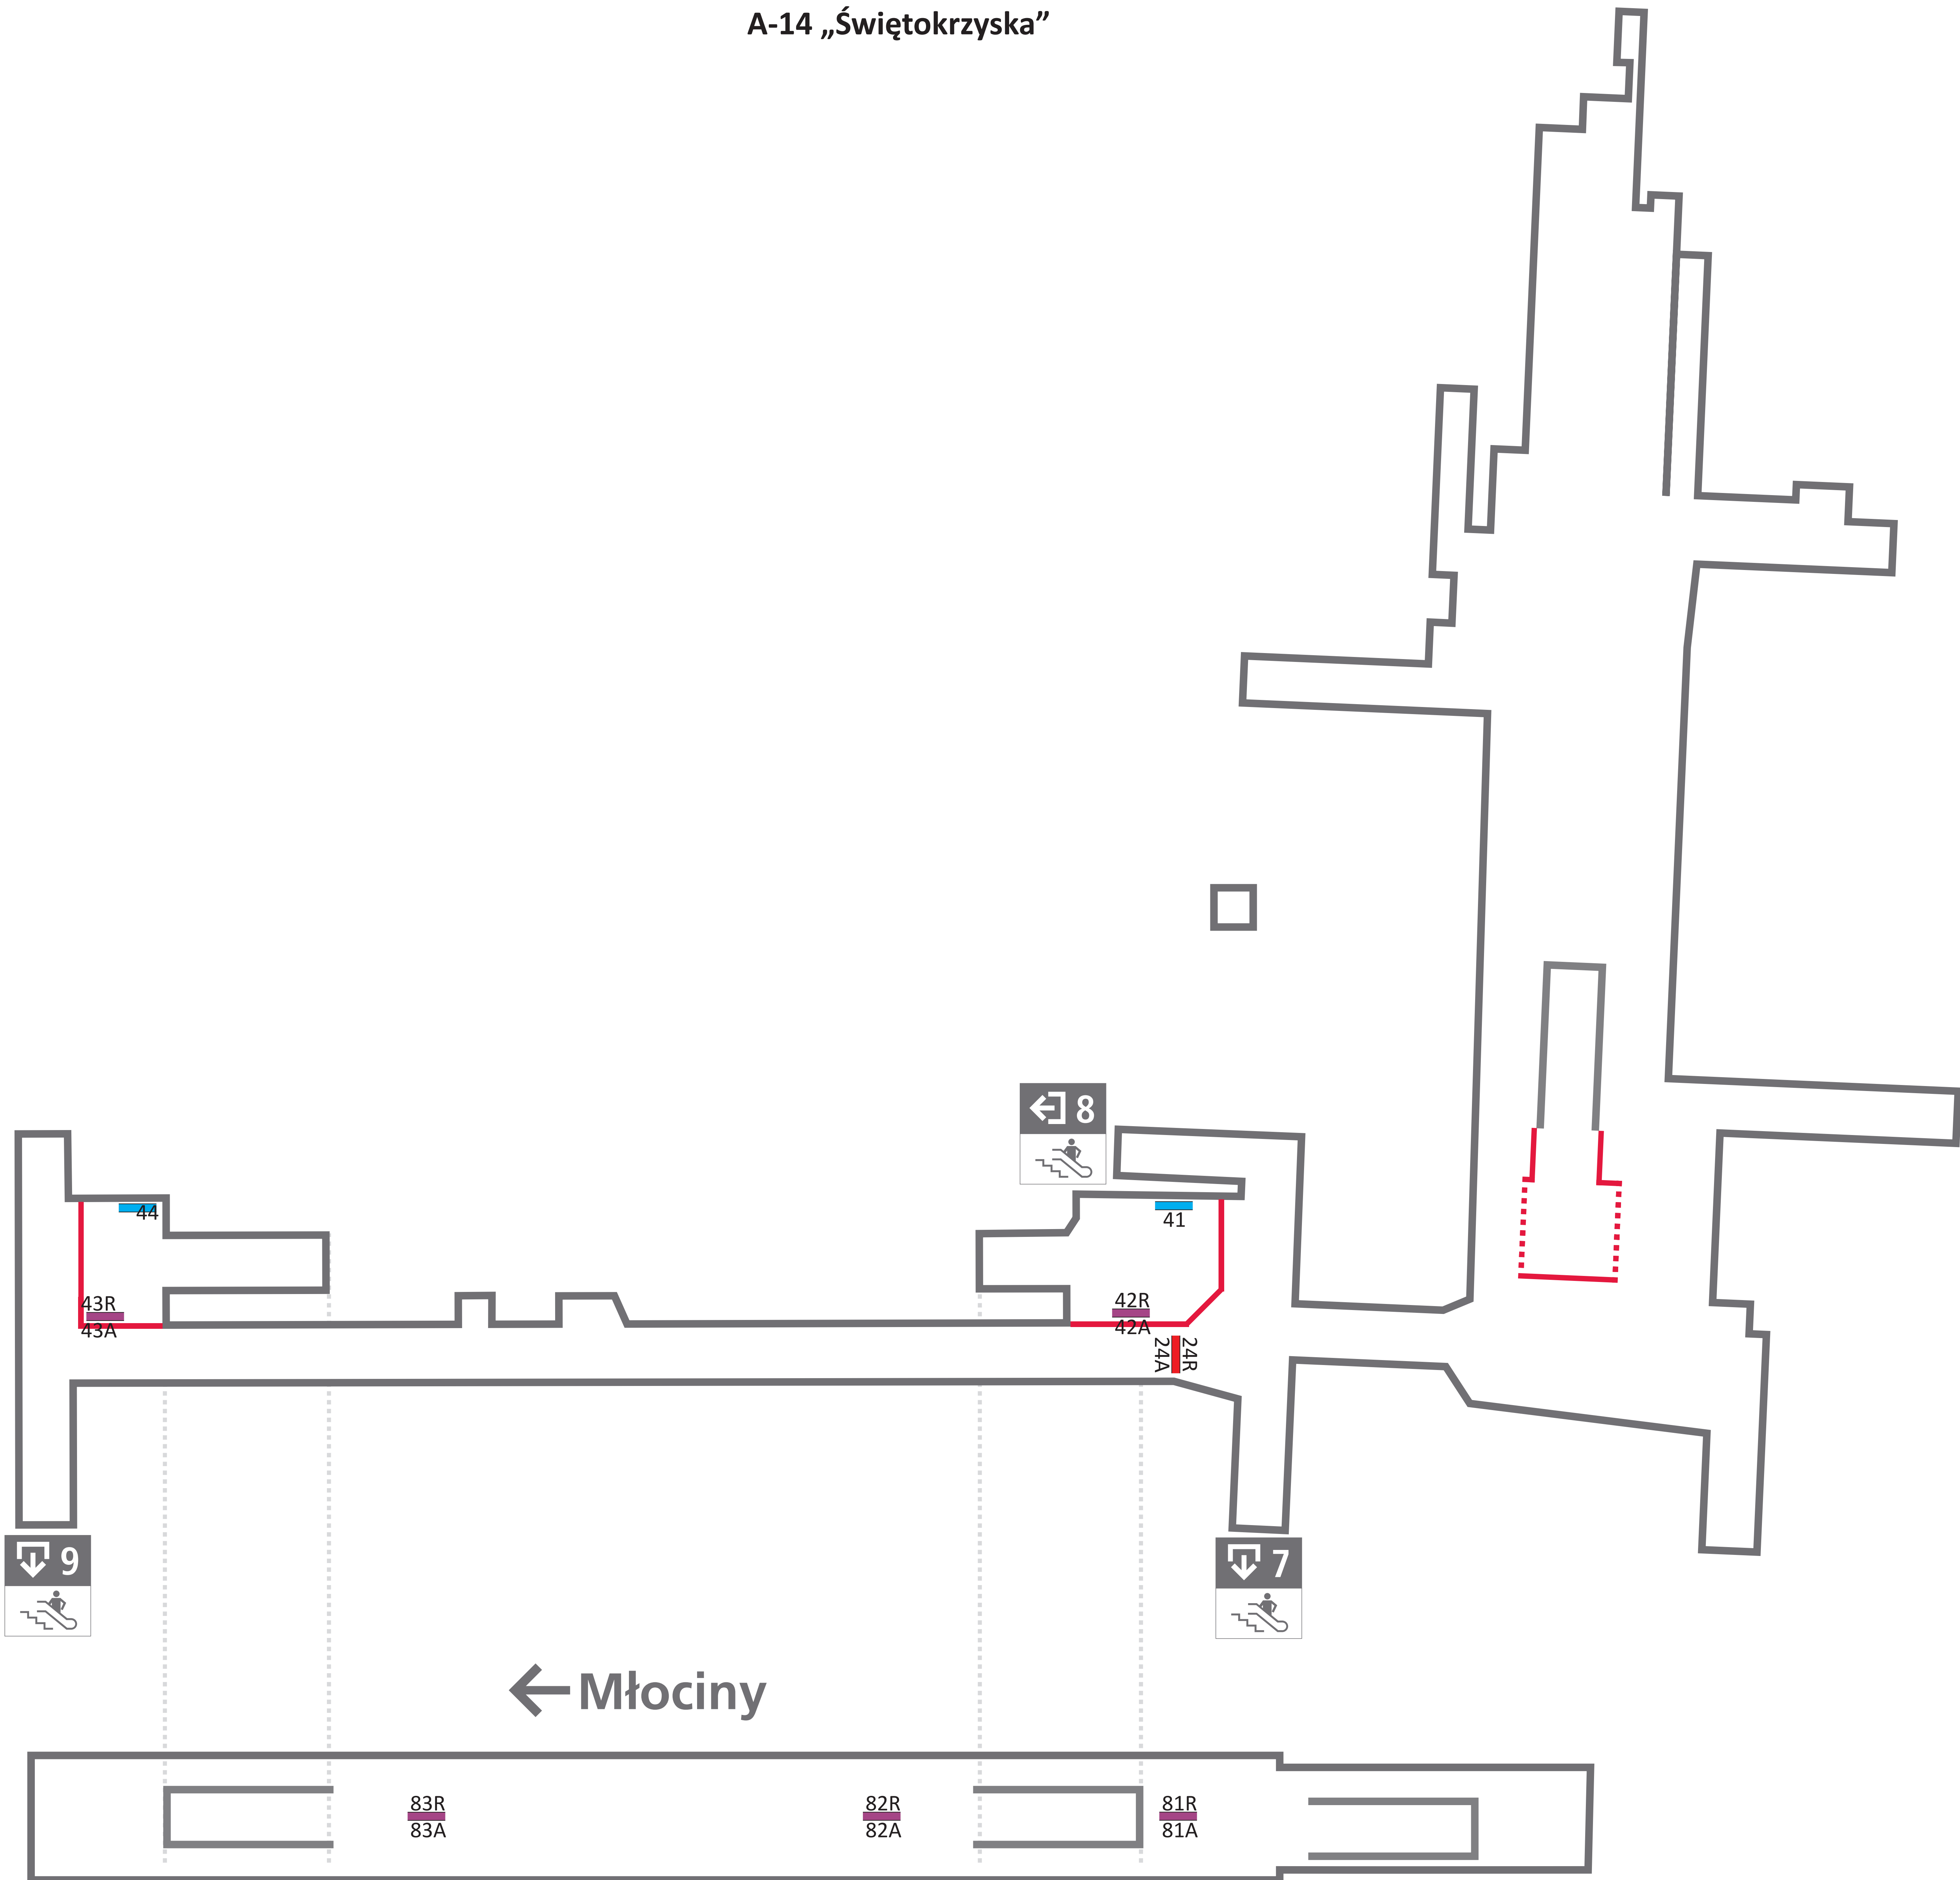 A-14 „Świętokrzyska”
8
44
41
43R
43A
42R
42A
24A
24R
9
7
Młociny
83R
83A
82R
82A
81R
81A